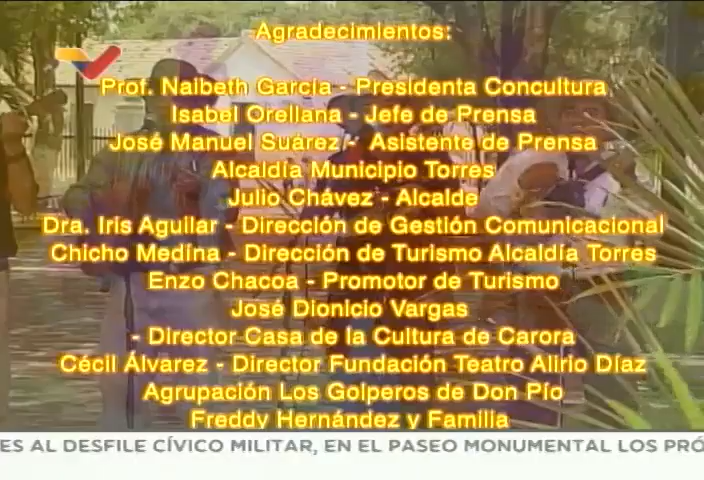 Agradecimientos:
Prof. Naibeth García - Presidenta Concultura
Isabel Orellana - Jefe de Prensa
José Manuel Suárez - Asistente de Prensa
Alcaldía Municipio Torres
Julio Chávez - Alcalde
Dra. Iris Aguilar - Dirección de Gestión Comunicacional
Chicho Medina - Dirección de Turismo Alcaldía Torres
Enzo Chacoa - Promotor de Turismo
José Dionicio Vargas
- Director Casa de la Cultura de Carora
Cécil Álvarez - Director Fundación Teatro Alirio Díaz
Agrupación Los Golperos de Don Pío
Freddy Hernández y Familia
ES AL DESFILE CÍVICO MILITAR, EN EL PASEO MONUMENTAL LOS PRÓ